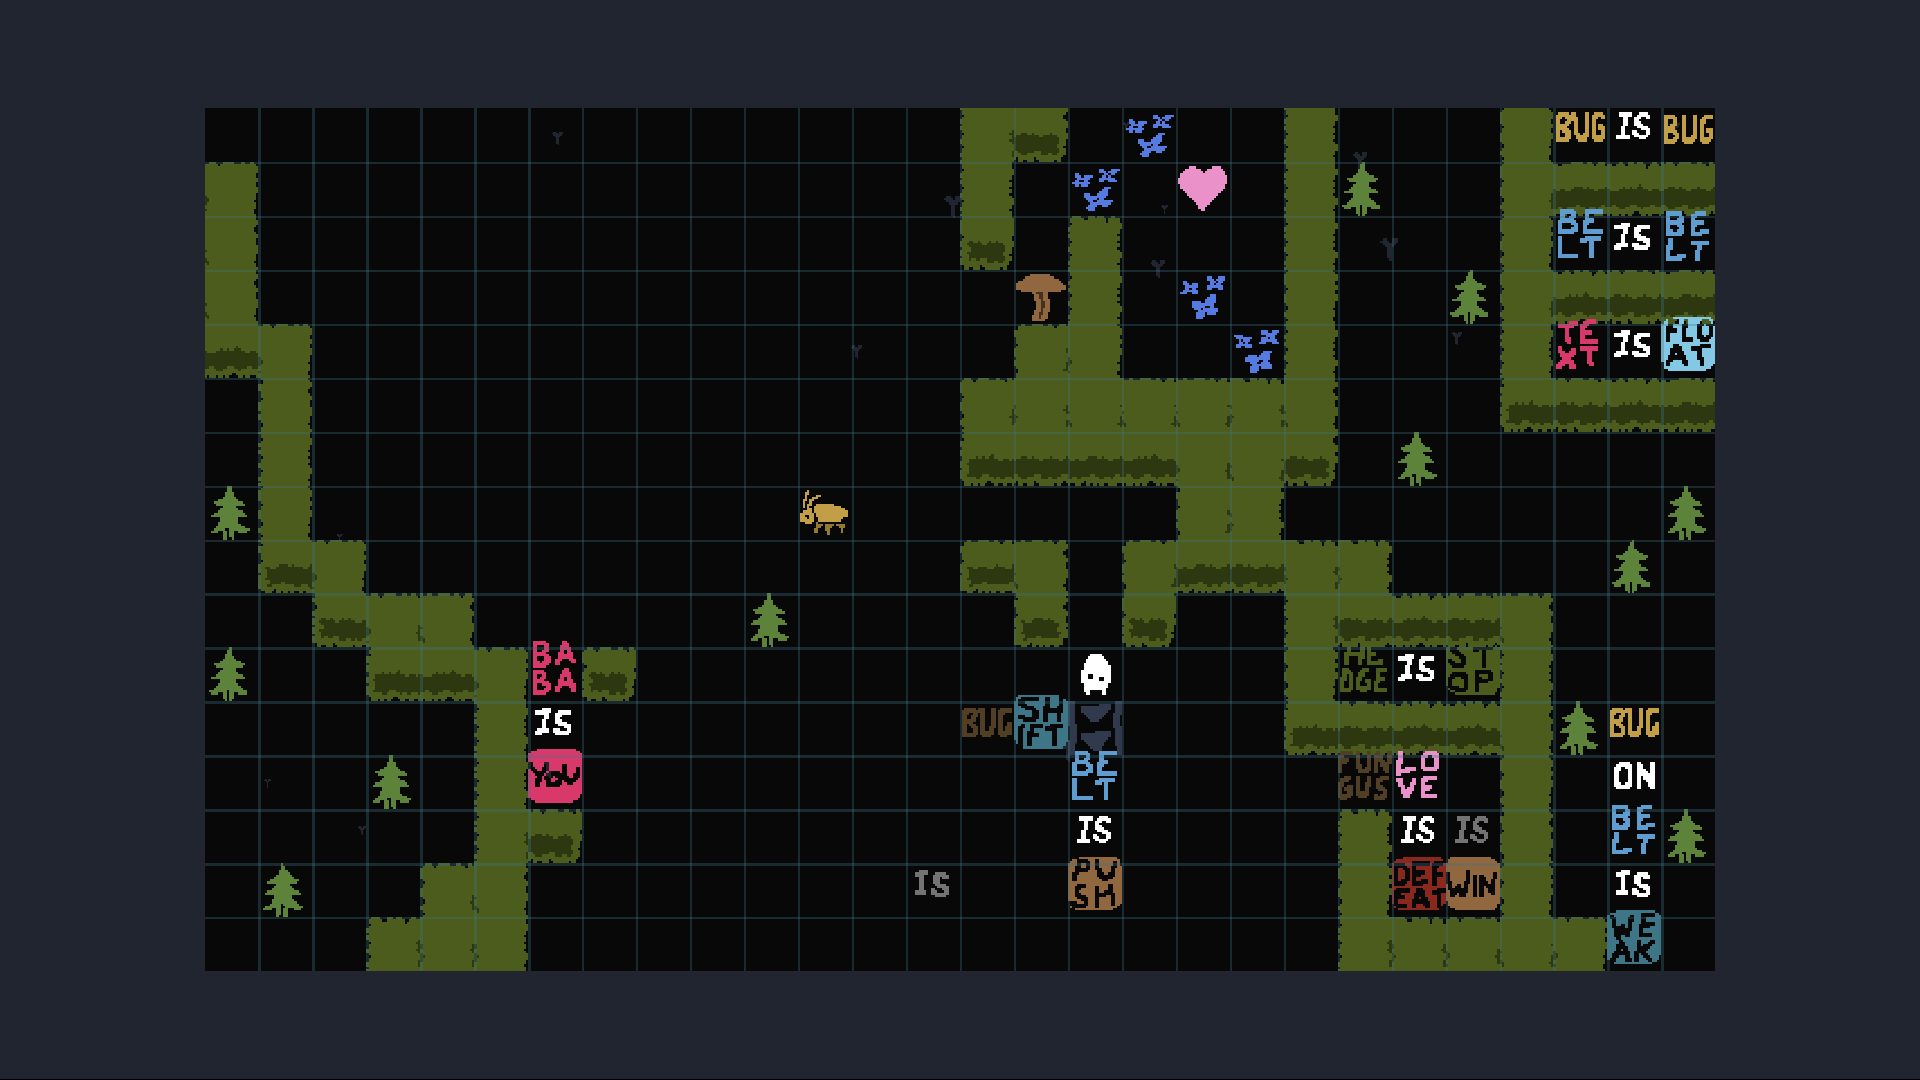 BUG IS BUG
BELT IS BELT
TEXT IS FLOAT
BABA
IS
YOU
HEDGE IS STOP
BUG SHIFT
BELT
IS
PUSH
IS
FUNGUS LOVE
IS IS
DEFEAT WIN
BUG
ON
BELT
IS
WEAK